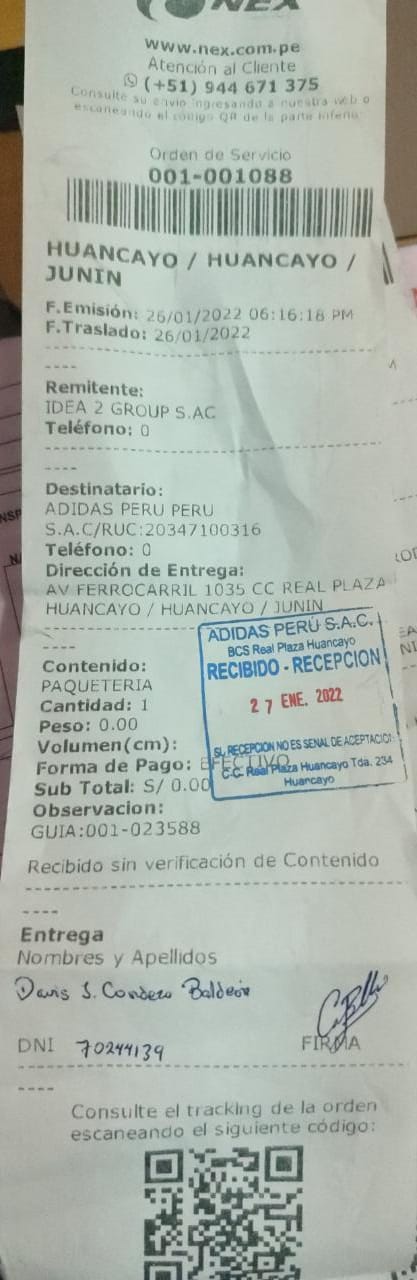 NEX
www.nex.com.pe
Atención al Cliente
(+51) 944 671 375
Consulte su envio ingresando a nuestra web o
escaneando el código QR de la parte inferior
Orden de Servicio
001-001088
HUANCAYO / HUANCAYO /
JUNIN
F.Emisión: 26/01/2022 06:16:18 PM
F.Traslado: 26/01/2022
----
Remitente:
IDEA 2 GROUP S.AC
Teléfono: 0
----
Destinatario:
ADIDAS PERU PERU
S.A.C/RUC:20347100316
Teléfono: 0
Dirección de Entrega:
AV FERROCARRIL 1035 CC REAL PLAZA
HUANCAYO / HUANCAYO / JUNIN
----
ADIDAS PERÚ S.A.C.
BCS Real Plaza Huancayo
RECIBIDO - RECEPCION
27 ENE. 2022
SU RECEPCION NO ES SEÑAL DE ACEPTACIÓN
C.C. Real Plaza Huancayo Tda. 234
Huancayo
Contenido:
PAQUETERIA
Cantidad: 1
Peso: 0.00
Volumen(cm):
Forma de Pago: EFECTIVO
Sub Total: S/ 0.00
Observacion:
GUIA:001-023588
Recibido sin verificación de Contenido
----
Entrega
Nombres y Apellidos
Davis S. Cordero Baldeón
DNI 70244139
FIRMA
----
Consulte el tracking de la orden
escaneando el siguiente código: